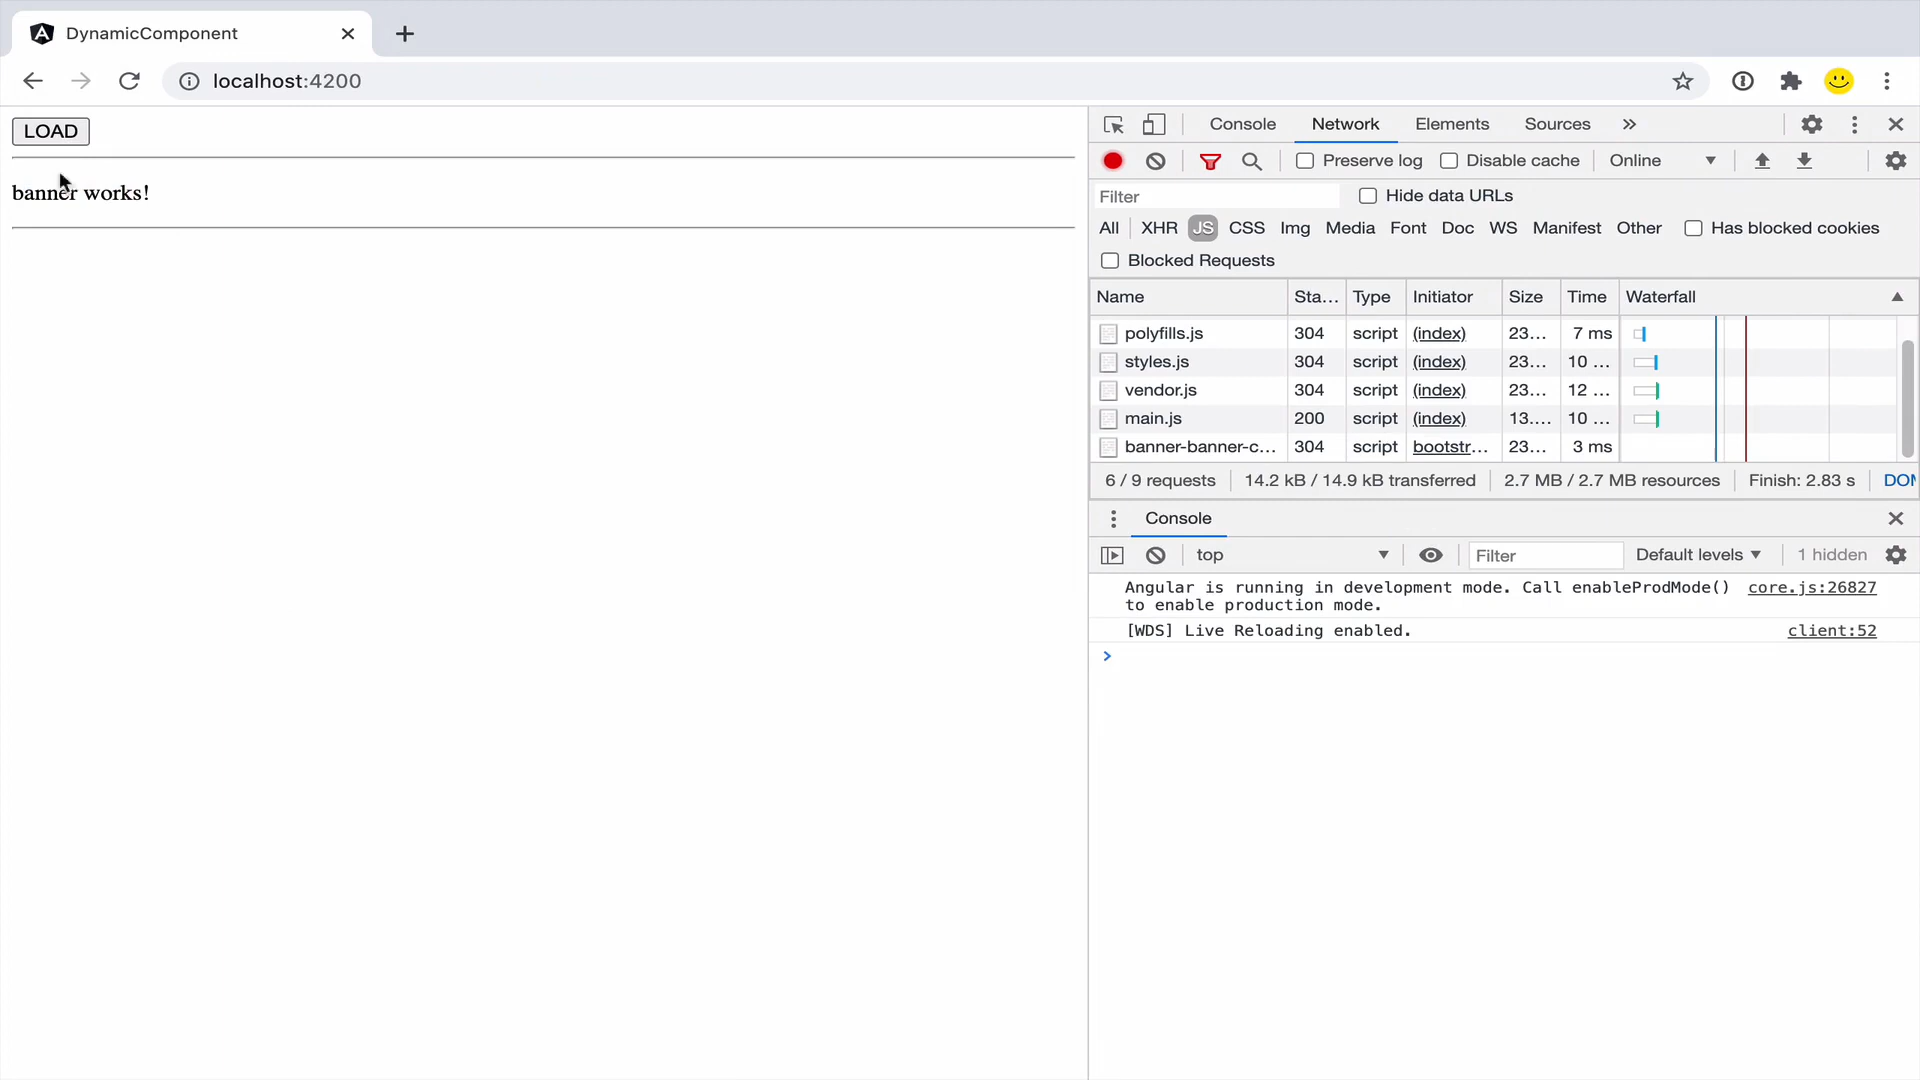 DynamicComponent
localhost:4200
LOAD
banner works!
Console Network Elements Sources
Preserve log Disable cache Online
Filter Hide data URLs
All XHR JS CSS Img Media Font Doc WS Manifest Other Has blocked cookies
Blocked Requests
Name Sta... Type Initiator Size Time Waterfall
polyfills.js 304 script (index) 23... 7 ms
styles.js 304 script (index) 23... 10 ...
vendor.js 304 script (index) 23... 12 ...
main.js 200 script (index) 13.... 10 ...
banner-banner-c... 304 script bootstr... 23... 3 ms
6 / 9 requests 14.2 kB / 14.9 kB transferred 2.7 MB / 2.7 MB resources Finish: 2.83 s
Console
top Filter Default levels 1 hidden
Angular is running in development mode. Call enableProdMode() core.js:26827
to enable production mode.
[WDS] Live Reloading enabled. client:52